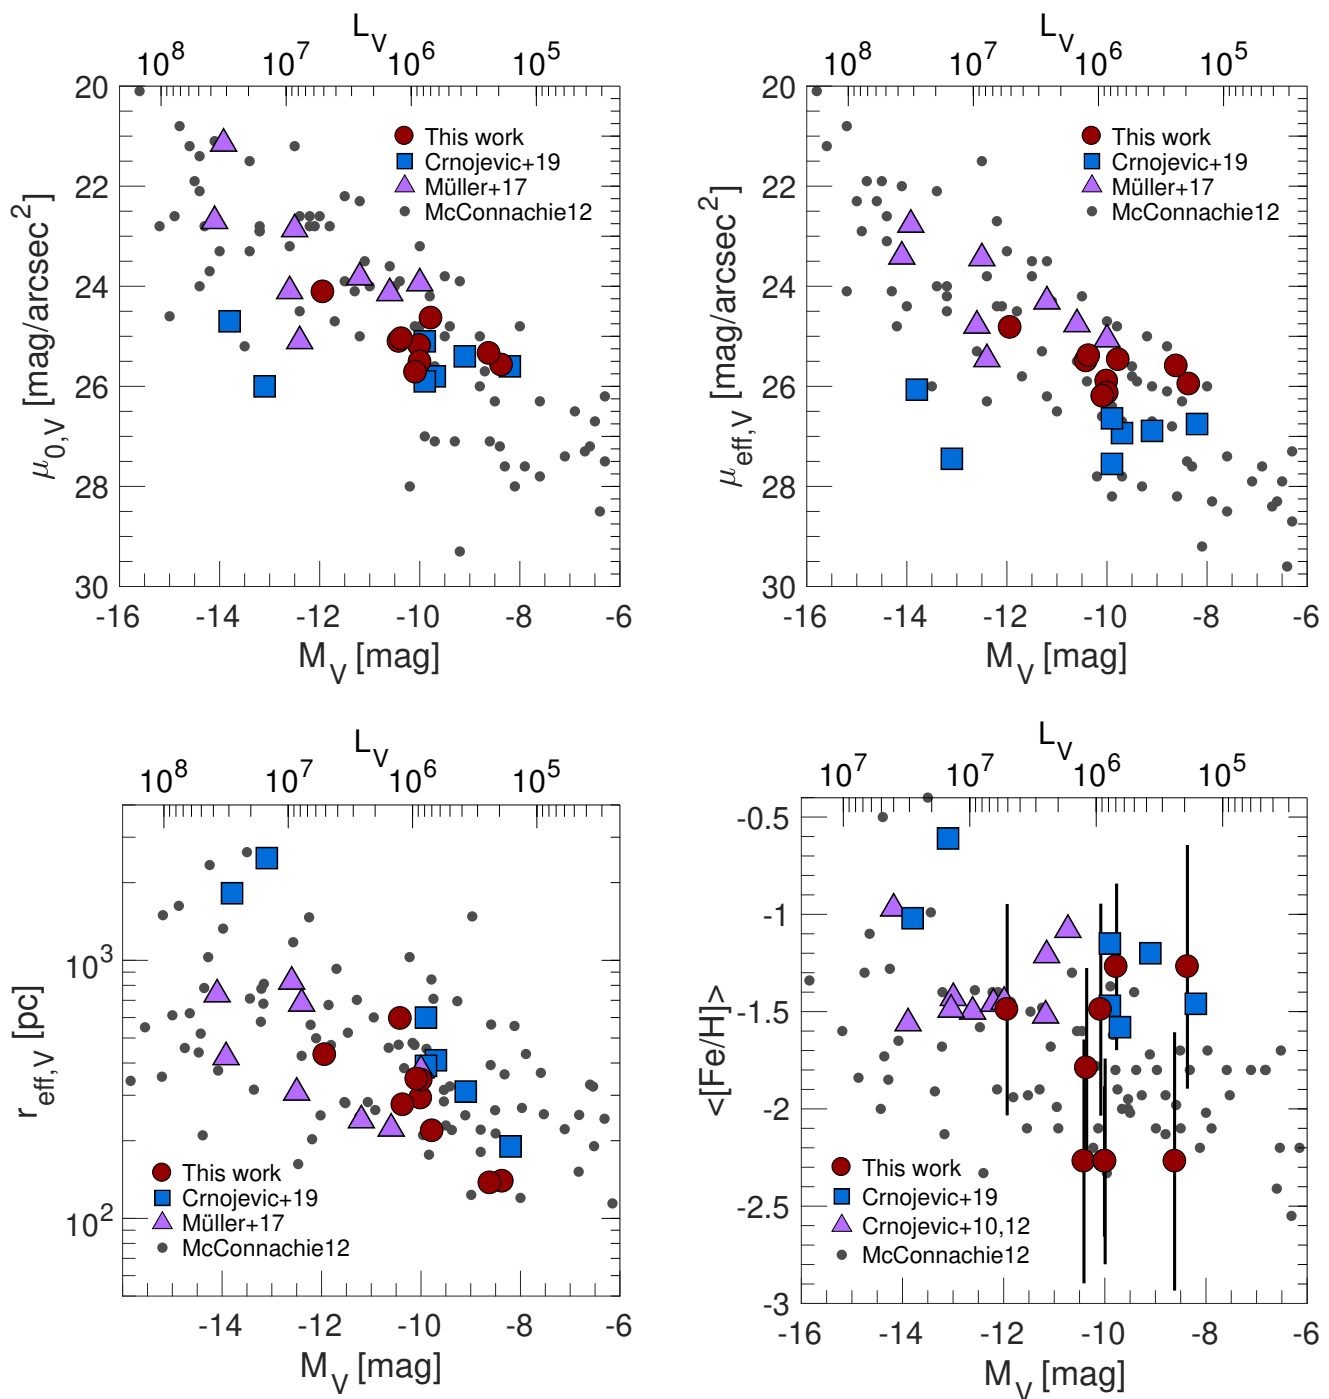 L_V
L_V
10^8 10^7 10^6 10^5
10^8 10^7 10^6 10^5
20
22
24
26
28
30
μ_0,V [mag/arcsec^2]
This work
Crnojevic+19
Müller+17
McConnachie12
-16 -14 -12 -10 -8 -6
M_V [mag]
20
22
24
26
28
30
μ_eff,V [mag/arcsec^2]
This work
Crnojevic+19
Müller+17
McConnachie12
-16 -14 -12 -10 -8 -6
M_V [mag]
L_V
10^8 10^7 10^6 10^5
10^3
10^2
r_eff,V [pc]
This work
Crnojevic+19
Müller+17
McConnachie12
-14 -12 -10 -8 -6
M_V [mag]
L_V
10^7 10^7 10^6 10^5
-0.5
-1
-1.5
-2
-2.5
-3
<[Fe/H]>
This work
Crnojevic+19
Crnojevic+10,12
McConnachie12
-16 -14 -12 -10 -8 -6
M_V [mag]